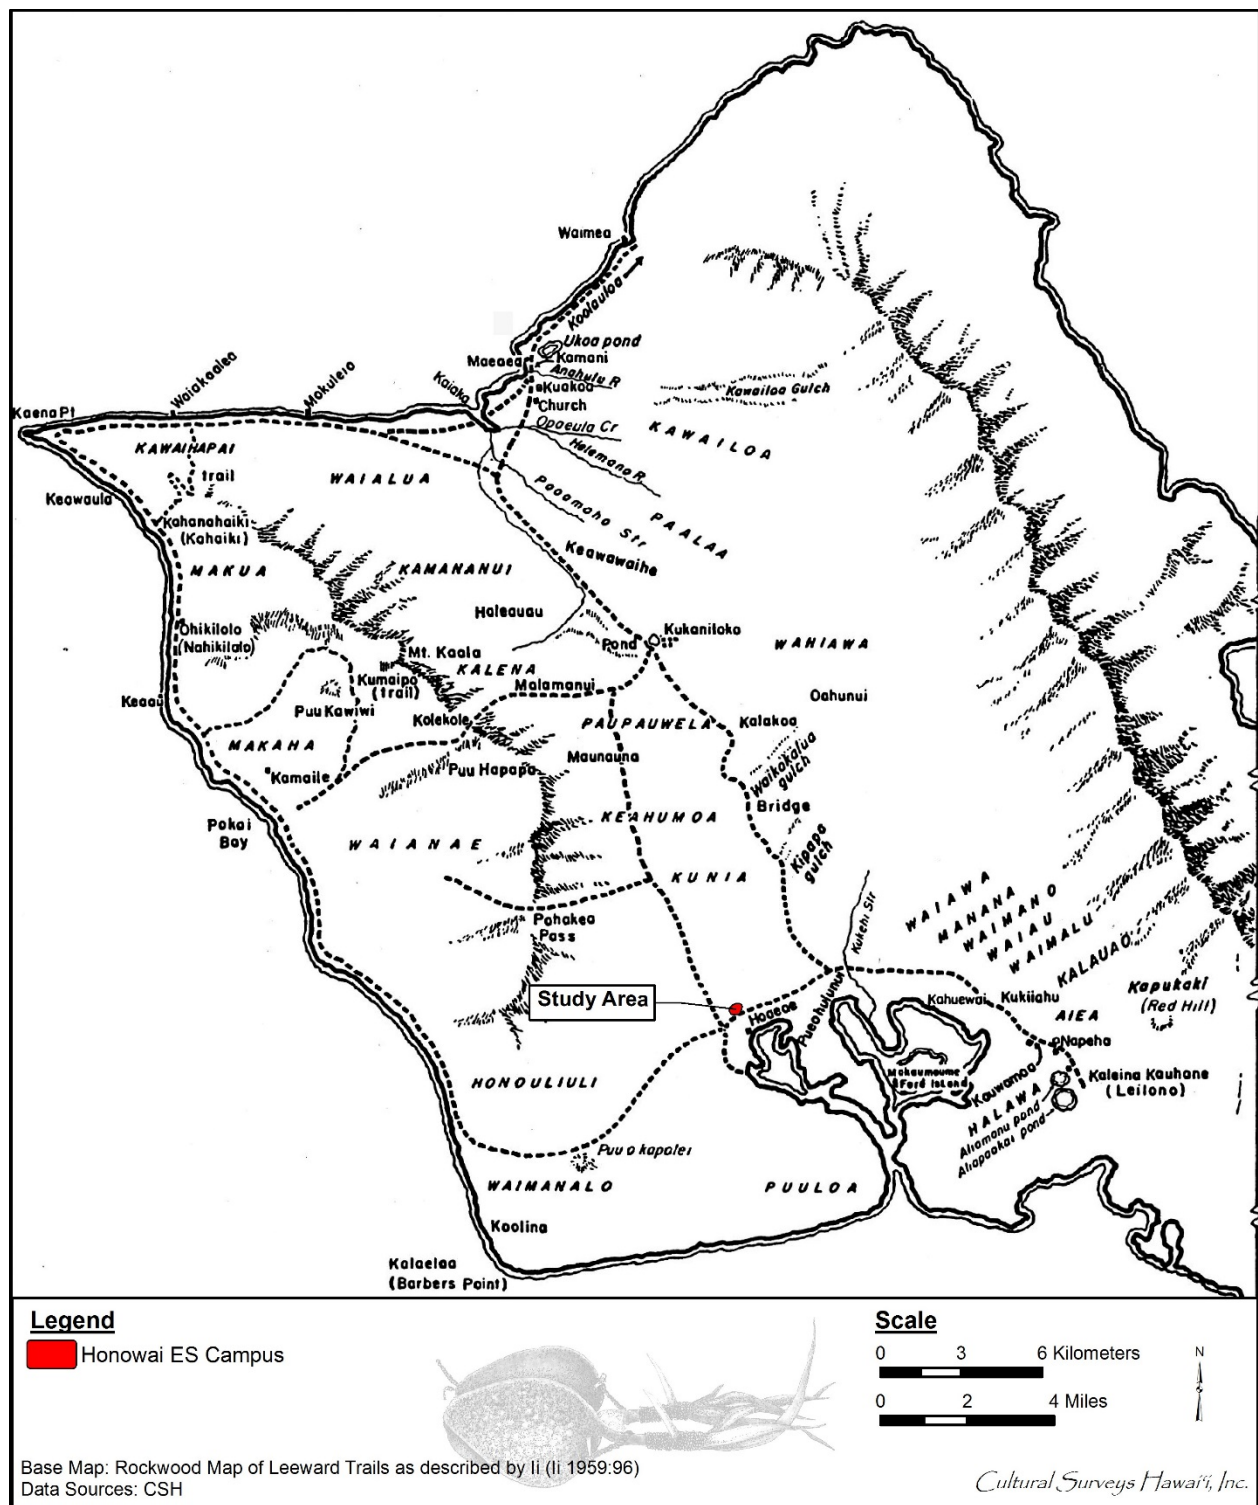 Waimea
Koolauloa
Ukoa pond
Maeaea
Kamani
Anahulu R
Kaiaka
Kuakoa
Church
Opaeula Cr
Helemano R
Kawailoa Gulch
KAWAILOA
Waiakaalea
Mokuleia
Kaena Pt
KAWAIHAPAI
trail
WAIALUA
Poamoho Str
PAALAA
Keawaula
Kahanahaiki
(Kahaiki)
Keawawaihe
MAKUA
KAMANANUI
Haleauau
Ohikilolo
(Nahikilalo)
Pond
Kukaniloko
WAHIAWA
Mt. Kaala
KALENA
Kumaipo
(trail)
Malamanui
Oahunui
Keaau
Puu Kawiwi
Kolekole
PAUPAUWELA
Kalakoa
MAKAHA
Maunauna
Waikakalua
gulch
Kamaile
Puu Hapapa
Bridge
Pokai
Bay
KEAHUMOA
WAIANAE
Kipapa
gulch
KUNIA
Pohakea
Pass
Kukehi Str
WAIAWA
MANANA
WAIMANO
WAIAU
WAIMALU
KALAUAO
Kapukaki
(Red Hill)
Study Area
Hoaeae
Pueohulunui
Kahuewai
Kukiiahu
AIEA
Napeha
Mokaumoume
Ford Island
Kauwamoa
HALAWA
Aliamanu pond
Aliapaakai pond
Kaleina Kauhane
(Leilono)
HONOULIULI
Puu o kapolei
WAIMANALO
PUULOA
Koolina
Kalaeloa
(Barbers Point)
Legend
Honowai ES Campus
Scale
0 3 6 Kilometers
0 2 4 Miles
N
Base Map: Rockwood Map of Leeward Trails as described by Ii (Ii 1959:96)
Data Sources: CSH
Cultural Surveys Hawai‘i, Inc.